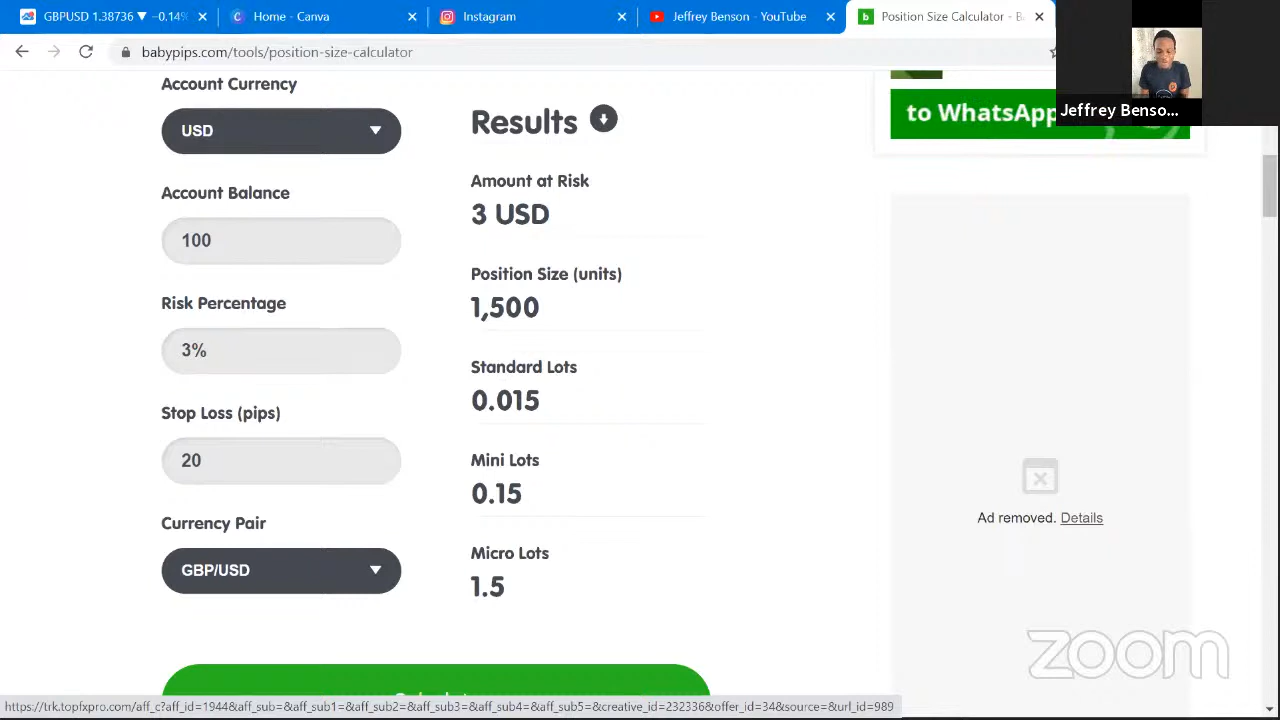 GBPUSD 1.38736 ▼ −0.14%
Home - Canva
Instagram
Jeffrey Benson - YouTube
Position Size Calculator - B
babypips.com/tools/position-size-calculator
Jeffrey Benso...
to WhatsApp
Account Currency
USD
Account Balance
100
Risk Percentage
3%
Stop Loss (pips)
20
Currency Pair
GBP/USD
Results
Amount at Risk
3 USD
Position Size (units)
1,500
Standard Lots
0.015
Mini Lots
0.15
Micro Lots
1.5
Ad removed. Details
zoom
https://trk.topfxpro.com/aff_c?aff_id=1944&aff_sub=&aff_sub1=&aff_sub2=&aff_sub3=&aff_sub4=&aff_sub5=&creative_id=232336&offer_id=34&source=&url_id=989